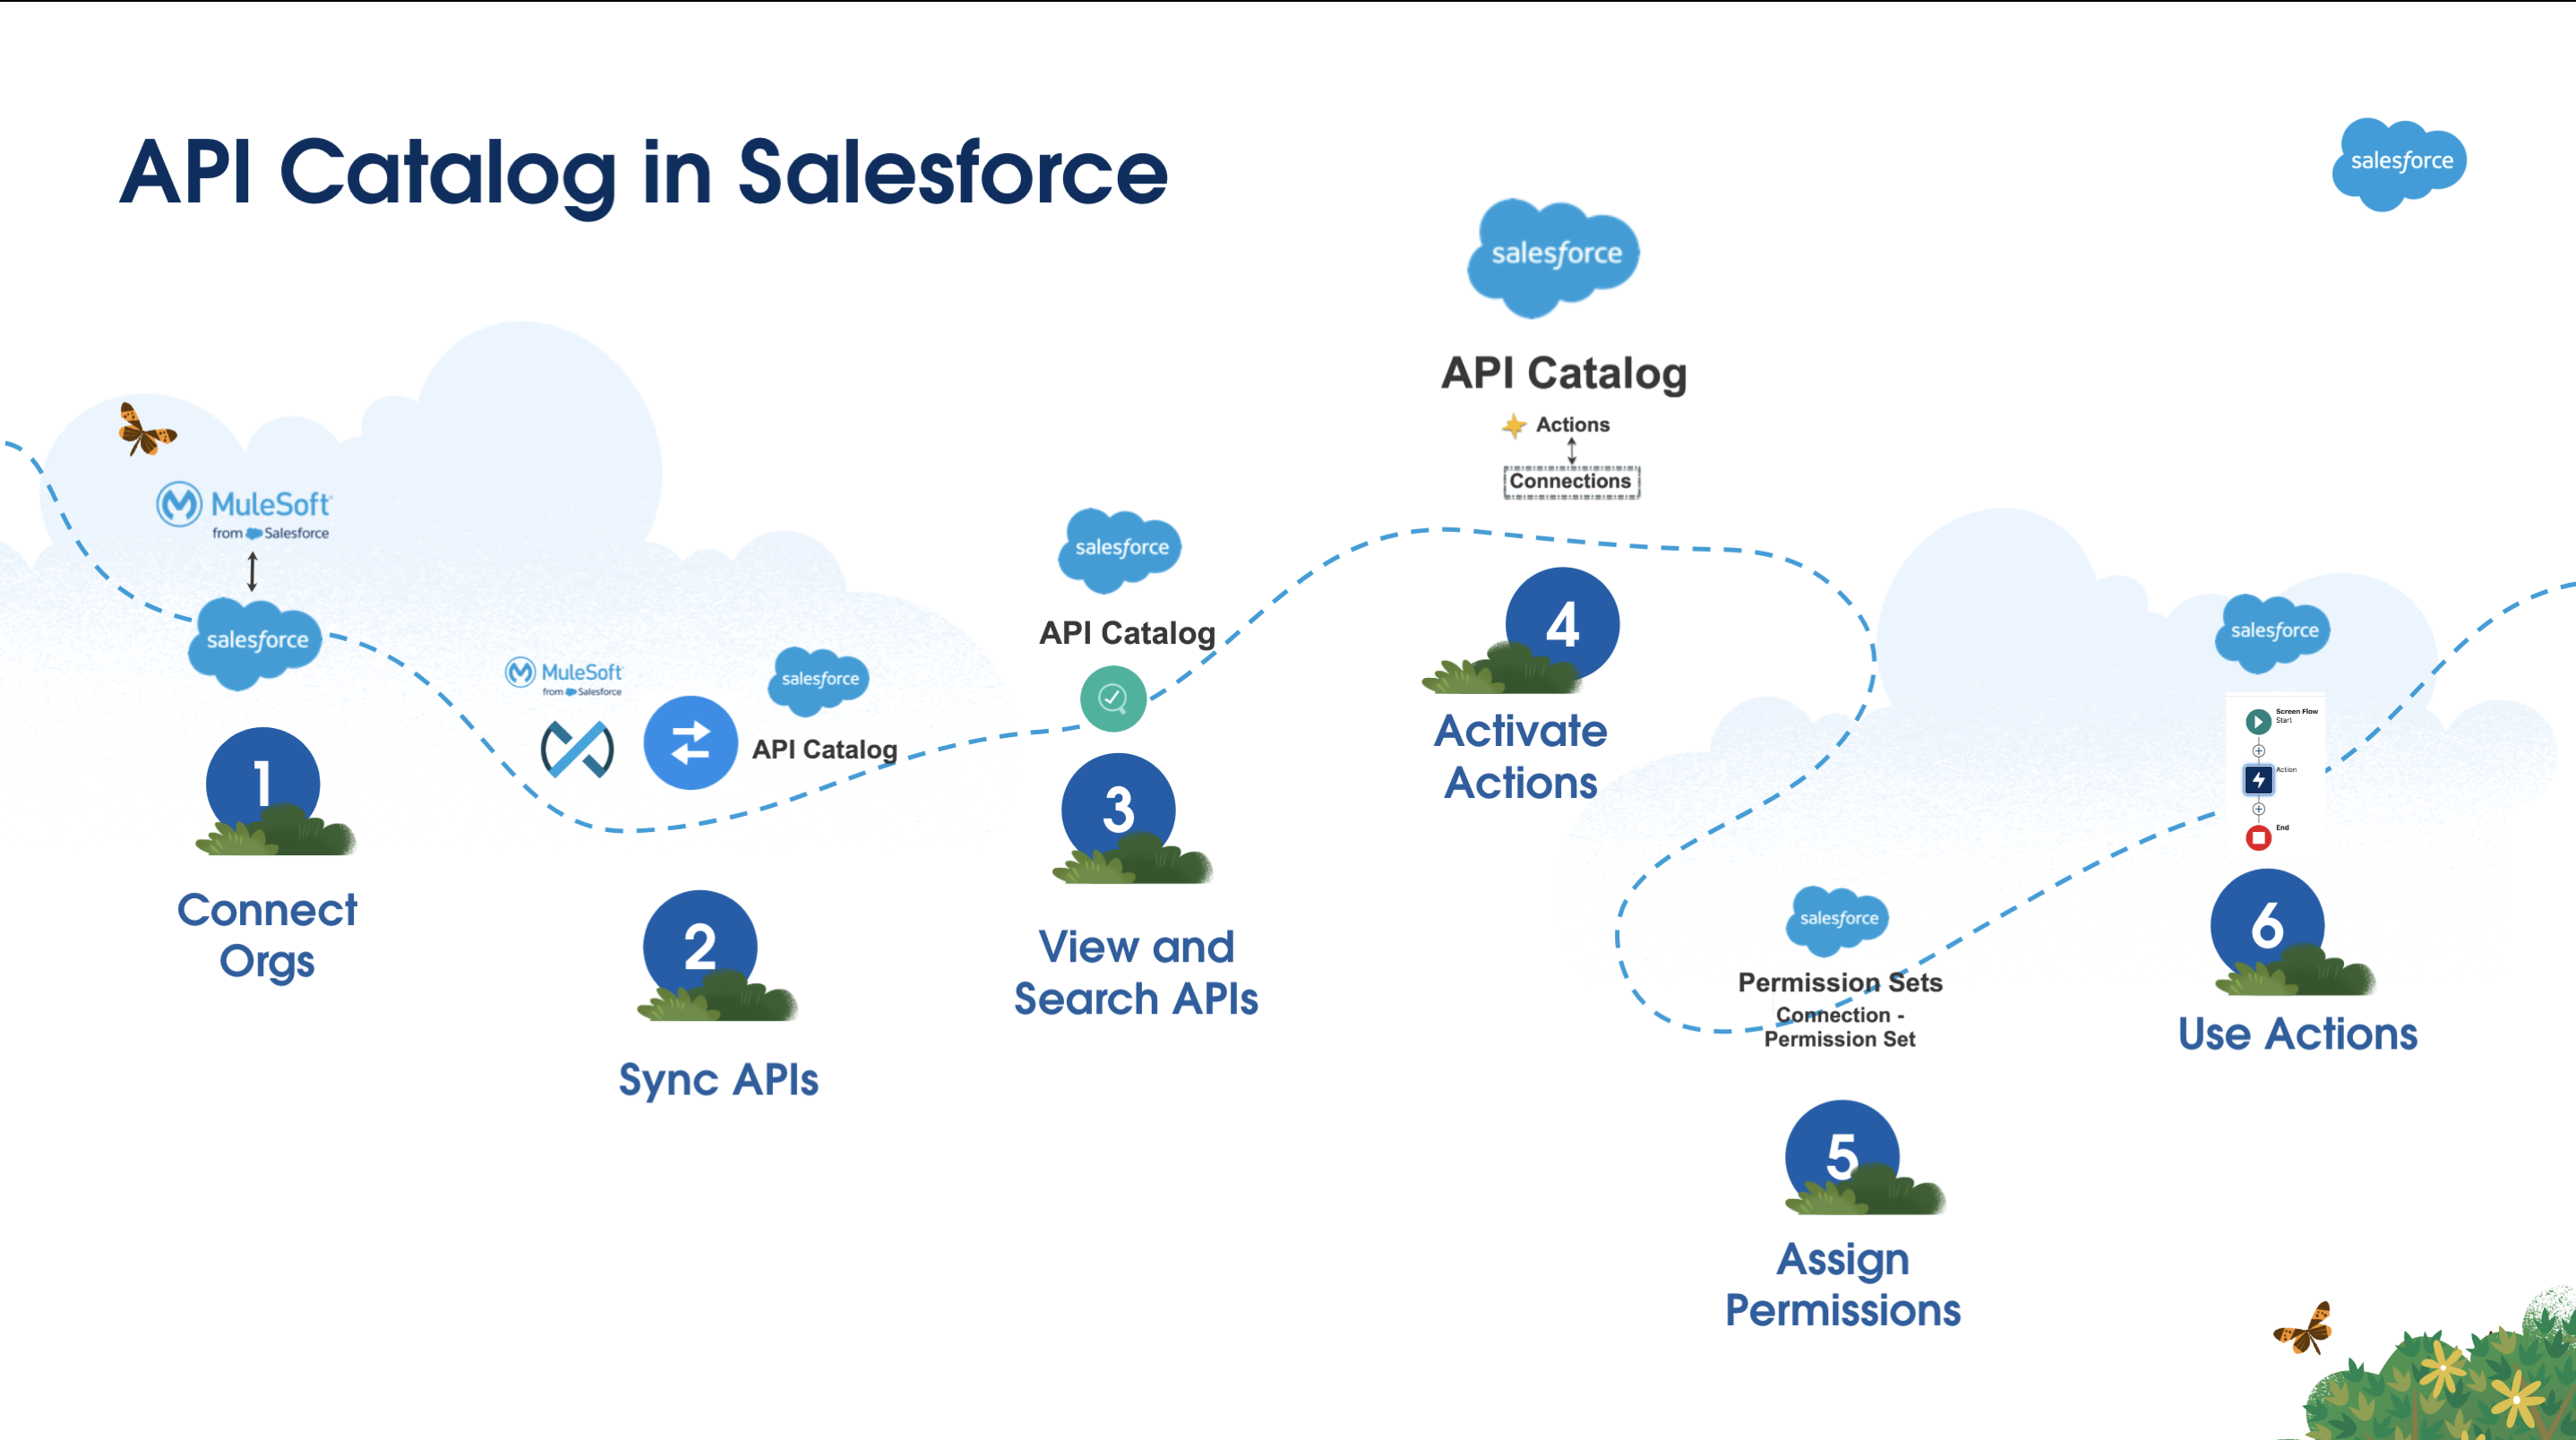 API Catalog in Salesforce
salesforce
MuleSoft
from Salesforce
salesforce
1
Connect
Orgs
MuleSoft
from Salesforce
salesforce
API Catalog
2
Sync APIs
salesforce
API Catalog
3
View and
Search APIs
salesforce
API Catalog
Actions
Connections
4
Activate
Actions
salesforce
Permission Sets
Connection -
Permission Set
5
Assign
Permissions
salesforce
Screen Flow
Start
Action
End
6
Use Actions